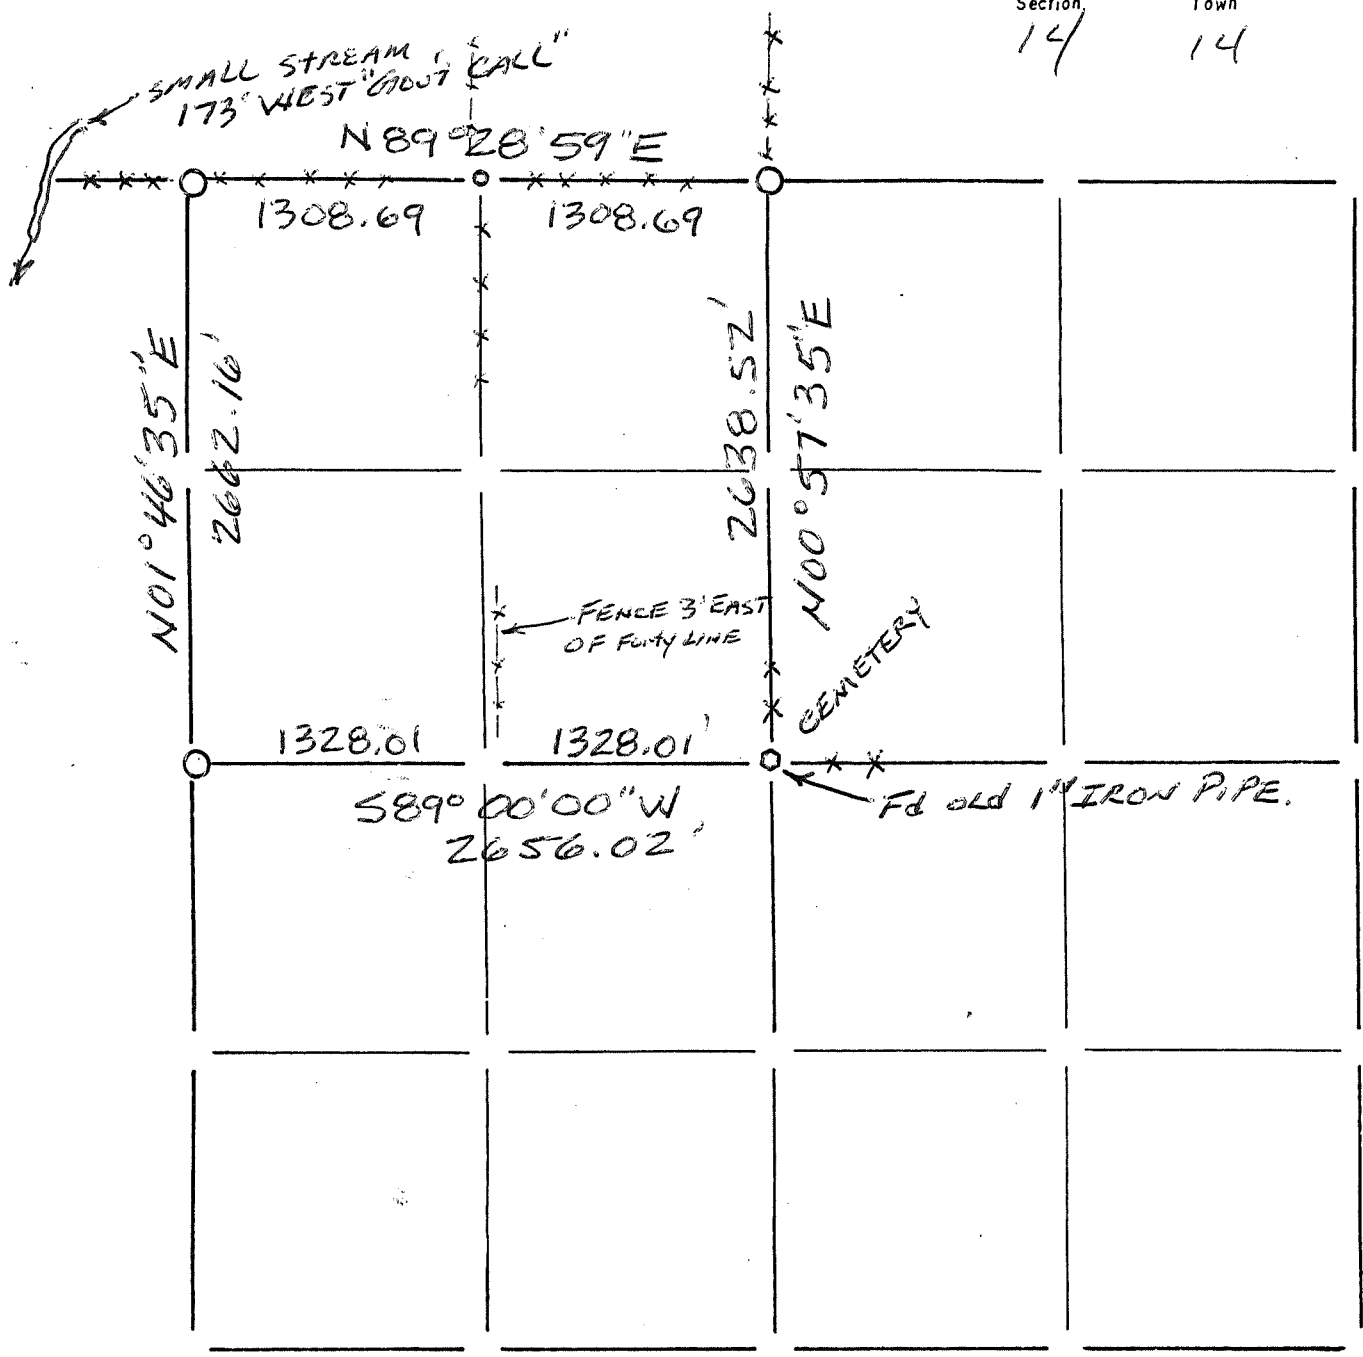 Section Town
14 14
SMALL STREAM
173' WEST "GOUT CALL"
N 89°28'59"E
1308.69 1308.69
N01°46'35"E
2662.16'
2638.52'
N00°57'35"E
FENCE 3' EAST
OF Forty LINE
CEMETERY
1328.01 1328.01'
S89°00'00"W
2656.02'
Fd OLd 1" IRON PIPE.